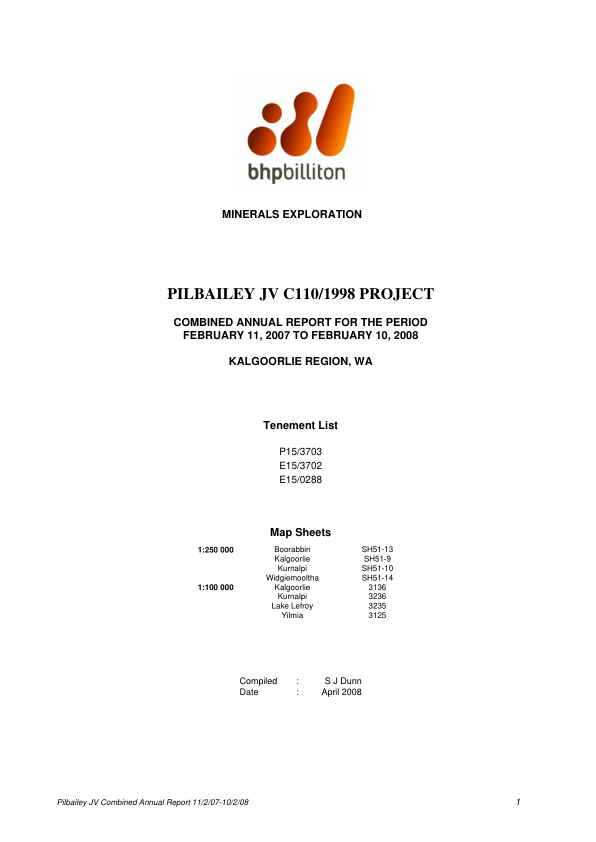 bhpbilliton
MINERALS EXPLORATION
PILBAILEY JV C110/1998 PROJECT
COMBINED ANNUAL REPORT FOR THE PERIOD
FEBRUARY 11, 2007 TO FEBRUARY 10, 2008
KALGOORLIE REGION, WA
Tenement List
P15/3703
E15/3702
E15/0288
Map Sheets
1:250 000 Boorabbin SH51-13
Kalgoorlie SH51-9
Kurnalpi SH51-10
Widgiemooltha SH51-14
1:100 000 Kalgoorlie 3136
Kurnalpi 3236
Lake Lefroy 3235
Yilmia 3125
Compiled : S J Dunn
Date : April 2008
Pilbailey JV Combined Annual Report 11/2/07-10/2/08 1